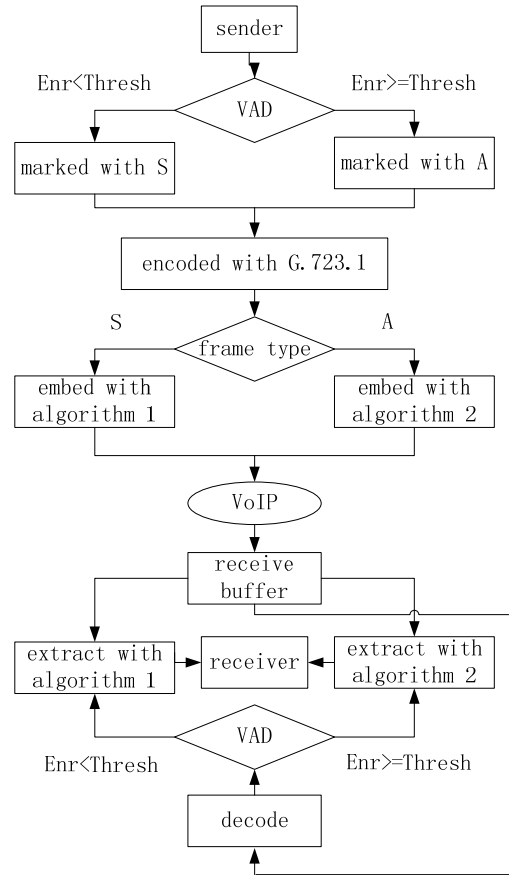 sender
Enr<Thresh
Enr>=Thresh
VAD
marked with S
marked with A
encoded with G.723.1
S
A
frame type
embed with
algorithm 1
embed with
algorithm 2
VoIP
receive
buffer
extract with
algorithm 1
receiver
extract with
algorithm 2
VAD
Enr<Thresh
Enr>=Thresh
decode